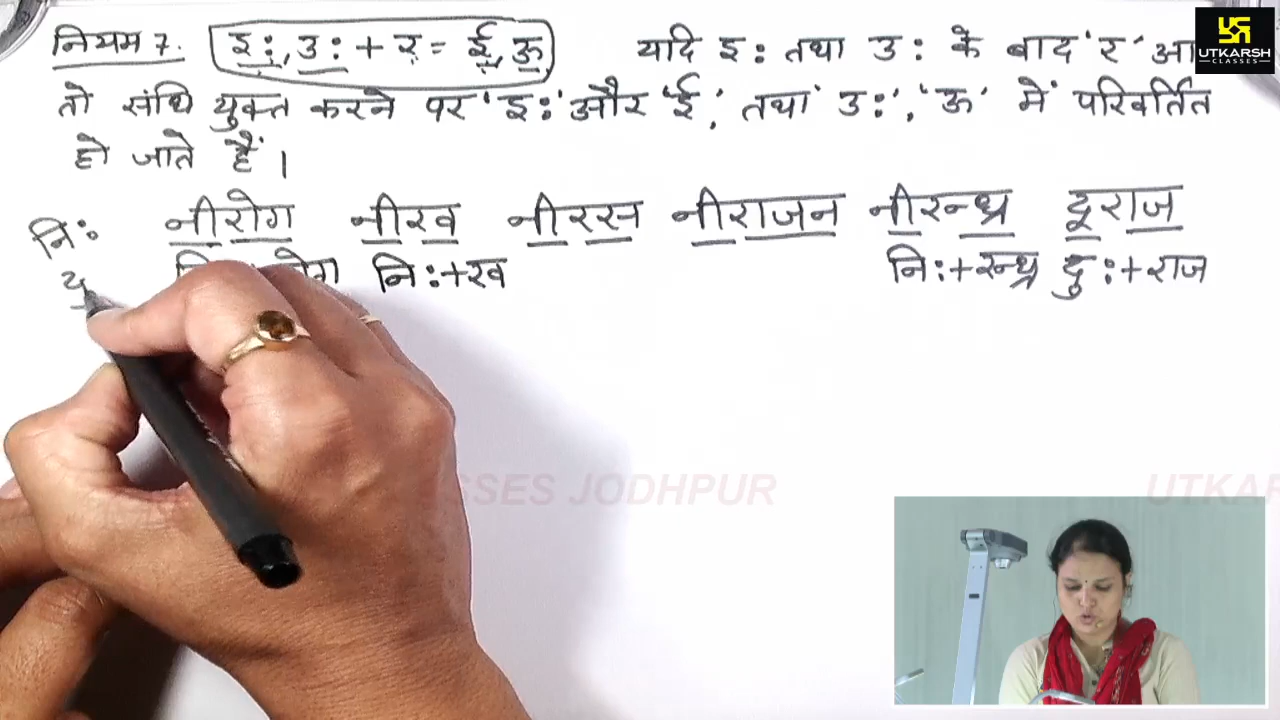 नियम 7. इः, उः + र = ई, ऊ यदि इः तथा उः के बाद 'र' आ
तो संधि युक्त करने पर 'इः' और 'ई', तथा 'उः', 'ऊ' में परिवर्तित
हो जाते हैं।
निः नीरोग नीरव नीरस नीराजन नीरन्ध्र दूराज
निः+रव निः+रन्ध्र दुः+राज
UTKARSH
CLASSES
SSES JODHPUR UTKAR